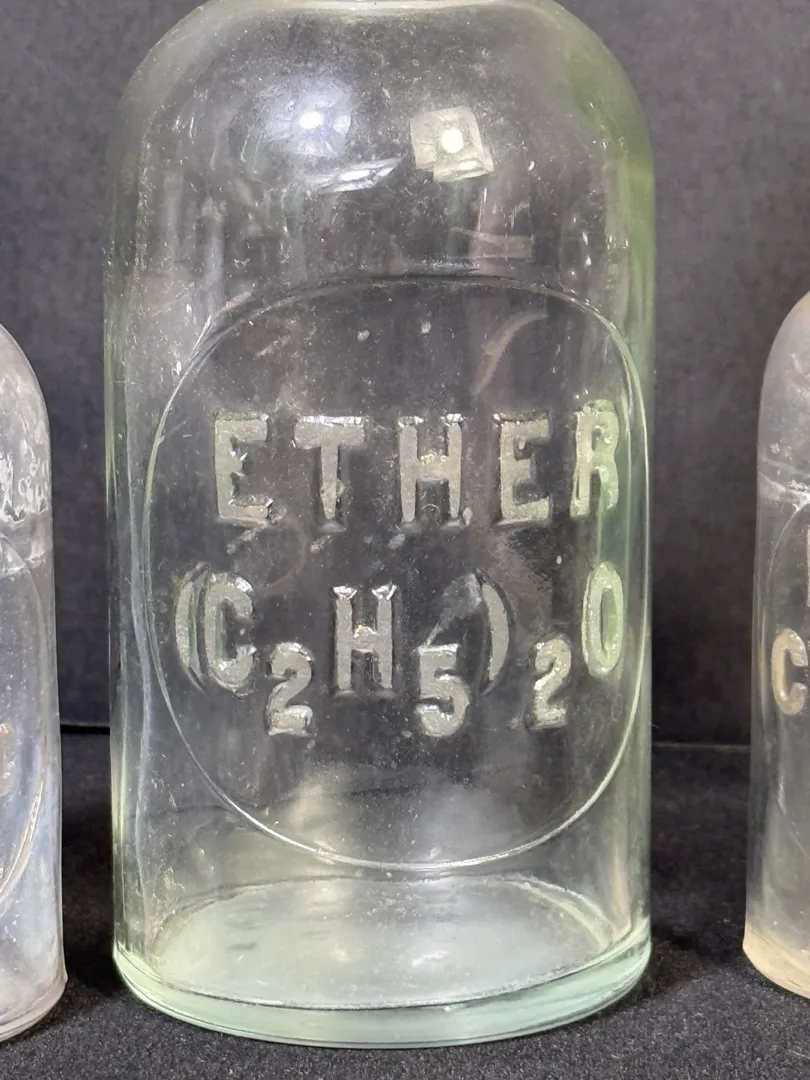 ETHER
(C₂H₅)₂O
C